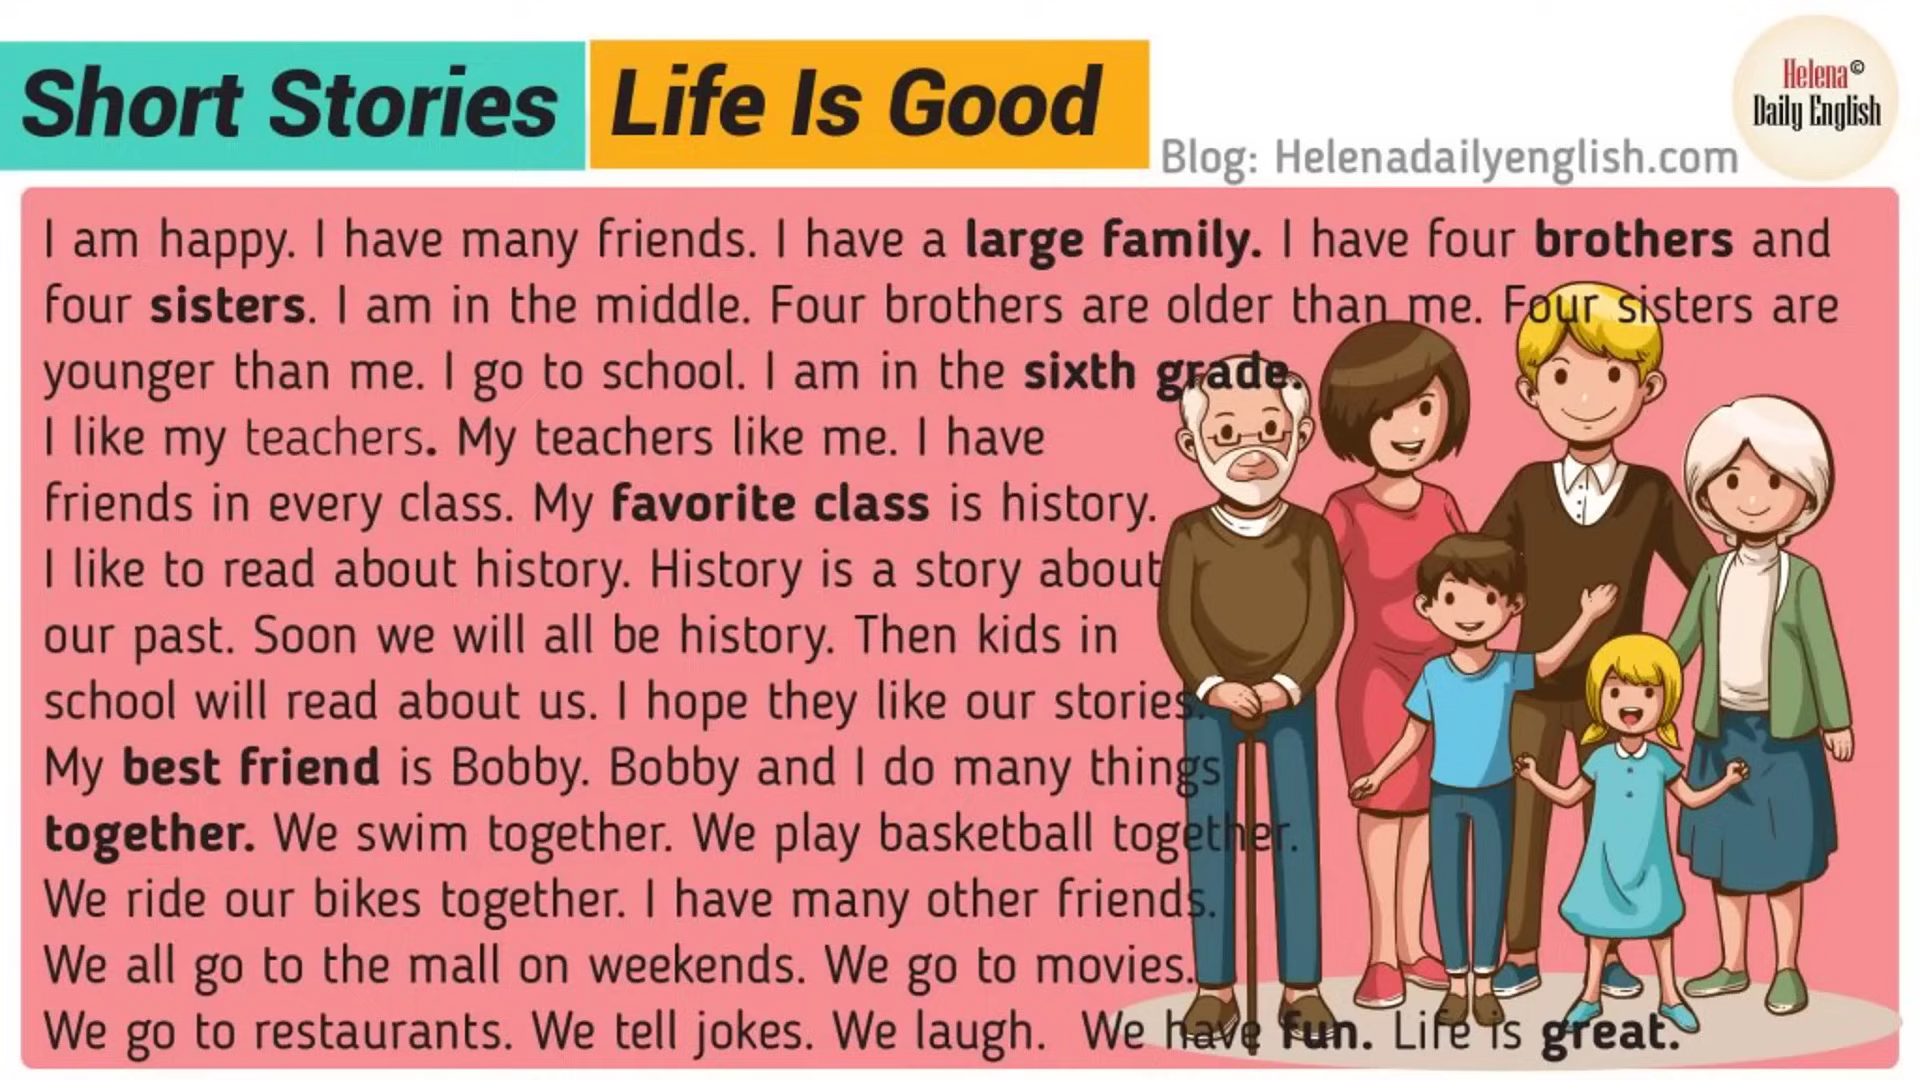 Short Stories Life Is Good
Helena©
Daily English
Blog: Helenadailyenglish.com
I am happy. I have many friends. I have a large family. I have four brothers and
four sisters. I am in the middle. Four brothers are older than me. Four sisters are
younger than me. I go to school. I am in the sixth grade.
I like my teachers. My teachers like me. I have
friends in every class. My favorite class is history.
I like to read about history. History is a story about
our past. Soon we will all be history. Then kids in
school will read about us. I hope they like our stories.
My best friend is Bobby. Bobby and I do many things
together. We swim together. We play basketball together.
We ride our bikes together. I have many other friends.
We all go to the mall on weekends. We go to movies.
We go to restaurants. We tell jokes. We laugh. We have fun. Life is great.